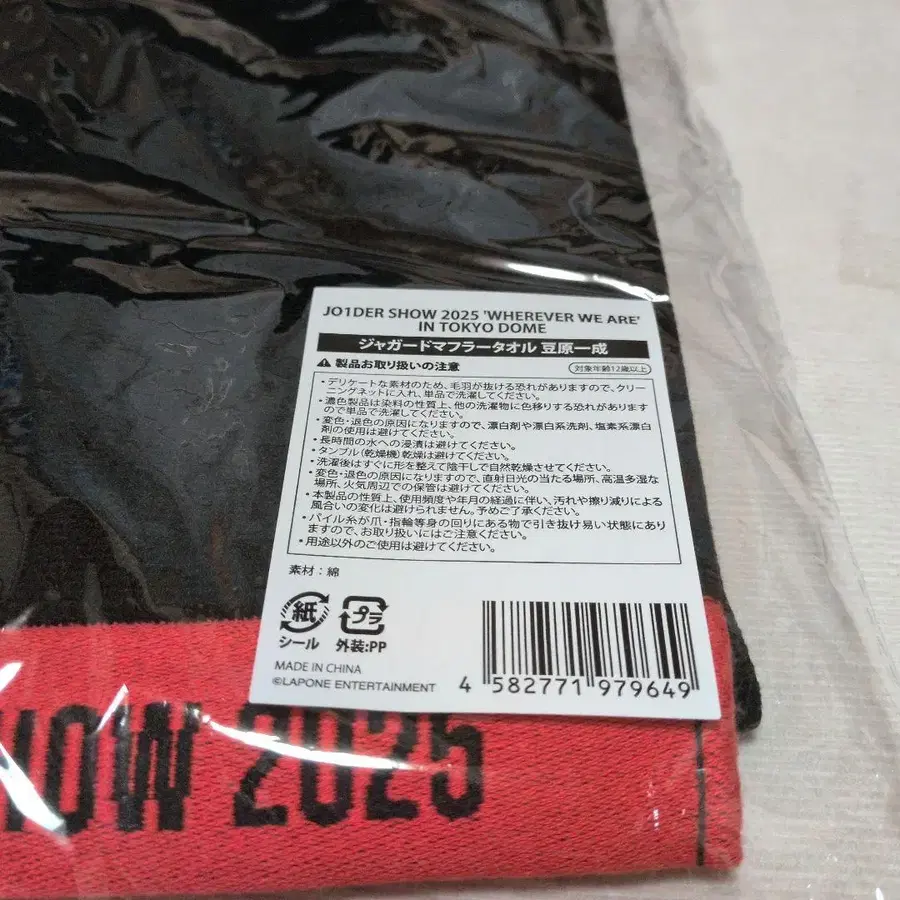 JO1DER SHOW 2025 'WHEREVER WE ARE'
IN TOKYO DOME
ジャガードマフラータオル 豆原一成
⚠ 製品お取り扱いの注意
対象年齢12歳以上
・デリケートな素材のため、毛羽が抜ける恐れがありますので、クリー
ニングネットに入れ、単品で洗濯してください。
・濃色製品は染料の性質上、他の洗濯物に色移りする恐れがあります
ので単品で洗濯してください。
・変色・退色の原因になりますので、漂白剤や漂白系洗剤、塩素系漂白
剤の使用は避けてください。
・長時間の水への浸漬は避けてください。
・タンブル(乾燥機)乾燥は避けてください。
・洗濯後はすぐに形を整えて陰干しで自然乾燥させてください。
・変色・退色の原因になりますので、直射日光の当たる場所、高温多湿な
場所、火気周辺での保管は避けてください。
・本製品の性質上、使用頻度や年月の経過に伴い、汚れや擦り減りによる
風合いの変化は避けられません。予めご了承ください。
・パイル糸が爪・指輪等身の回りにある物で引き抜け易い状態にあり
ますので、お取り扱いにはご注意ください。
・用途以外のご使用は避けてください。
素材:綿
紙
シール
プラ
外装:PP
MADE IN CHINA
©LAPONE ENTERTAINMENT
4 582771 979649
HOW 2025